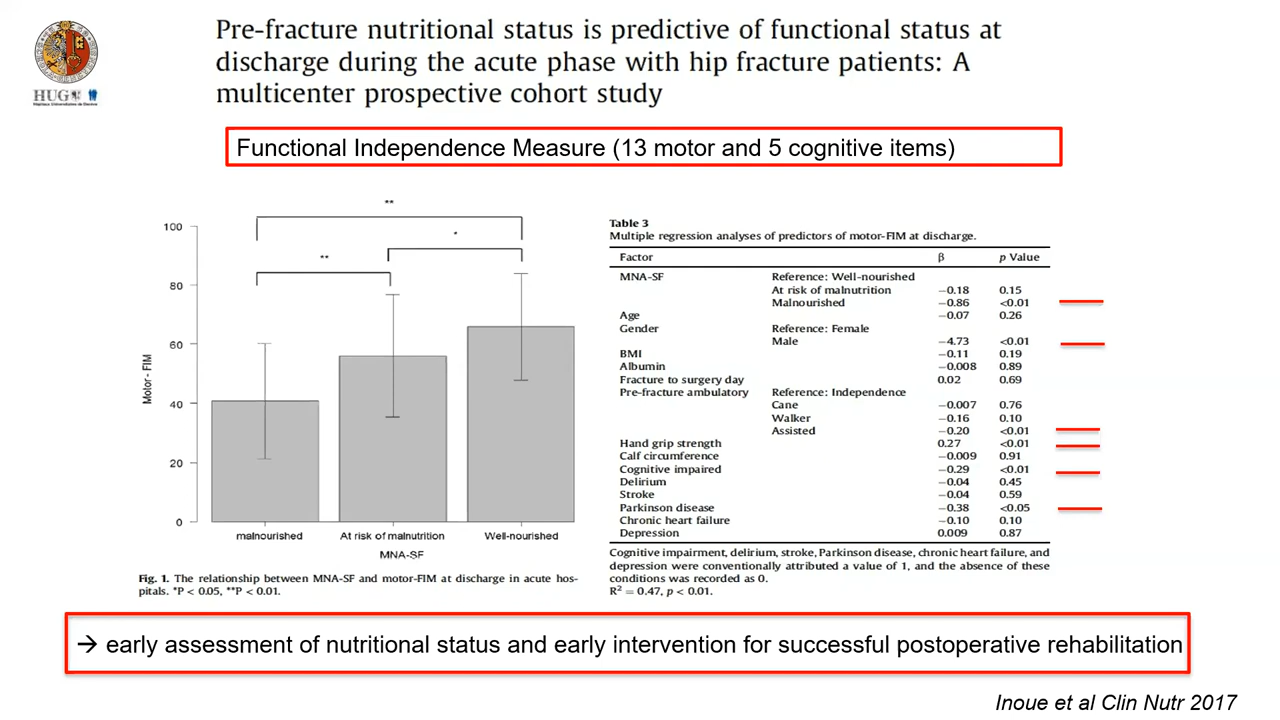 Pre-fracture nutritional status is predictive of functional status at
discharge during the acute phase with hip fracture patients: A
multicenter prospective cohort study
HUG
Hôpitaux Universitaires de Genève
Functional Independence Measure (13 motor and 5 cognitive items)
**
*
**
100
80
60
40
20
0
Motor - FIM
malnourished At risk of malnutrition Well-nourished
MNA-SF
Fig. 1. The relationship between MNA-SF and motor-FIM at discharge in acute hos-
pitals. *P < 0.05, **P < 0.01.
Table 3
Multiple regression analyses of predictors of motor-FIM at discharge.
Factor β p Value
MNA-SF Reference: Well-nourished
At risk of malnutrition −0.18 0.15
Malnourished −0.86 <0.01
Age −0.07 0.26
Gender Reference: Female
Male −4.73 <0.01
BMI −0.11 0.19
Albumin −0.008 0.89
Fracture to surgery day 0.02 0.69
Pre-fracture ambulatory Reference: Independence
Cane −0.007 0.76
Walker −0.16 0.10
Assisted −0.20 <0.01
Hand grip strength 0.27 <0.01
Calf circumference −0.009 0.91
Cognitive impaired −0.29 <0.01
Delirium −0.04 0.45
Stroke −0.04 0.59
Parkinson disease −0.38 <0.05
Chronic heart failure −0.10 0.10
Depression 0.009 0.87
Cognitive impairment, delirium, stroke, Parkinson disease, chronic heart failure, and
depression were conventionally attributed a value of 1, and the absence of these
conditions was recorded as 0.
R² = 0.47, p < 0.01.
→ early assessment of nutritional status and early intervention for successful postoperative rehabilitation
Inoue et al Clin Nutr 2017